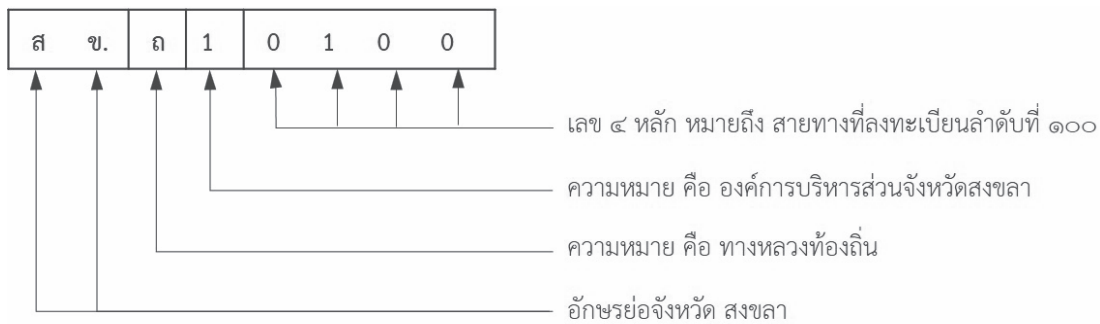 ส ข. ถ 1 0 1 0 0
เลข ๔ หลัก หมายถึง สายทางที่ลงทะเบียนลำดับที่ ๑๐๐
ความหมาย คือ องค์การบริหารส่วนจังหวัดสงขลา
ความหมาย คือ ทางหลวงท้องถิ่น
อักษรย่อจังหวัด สงขลา